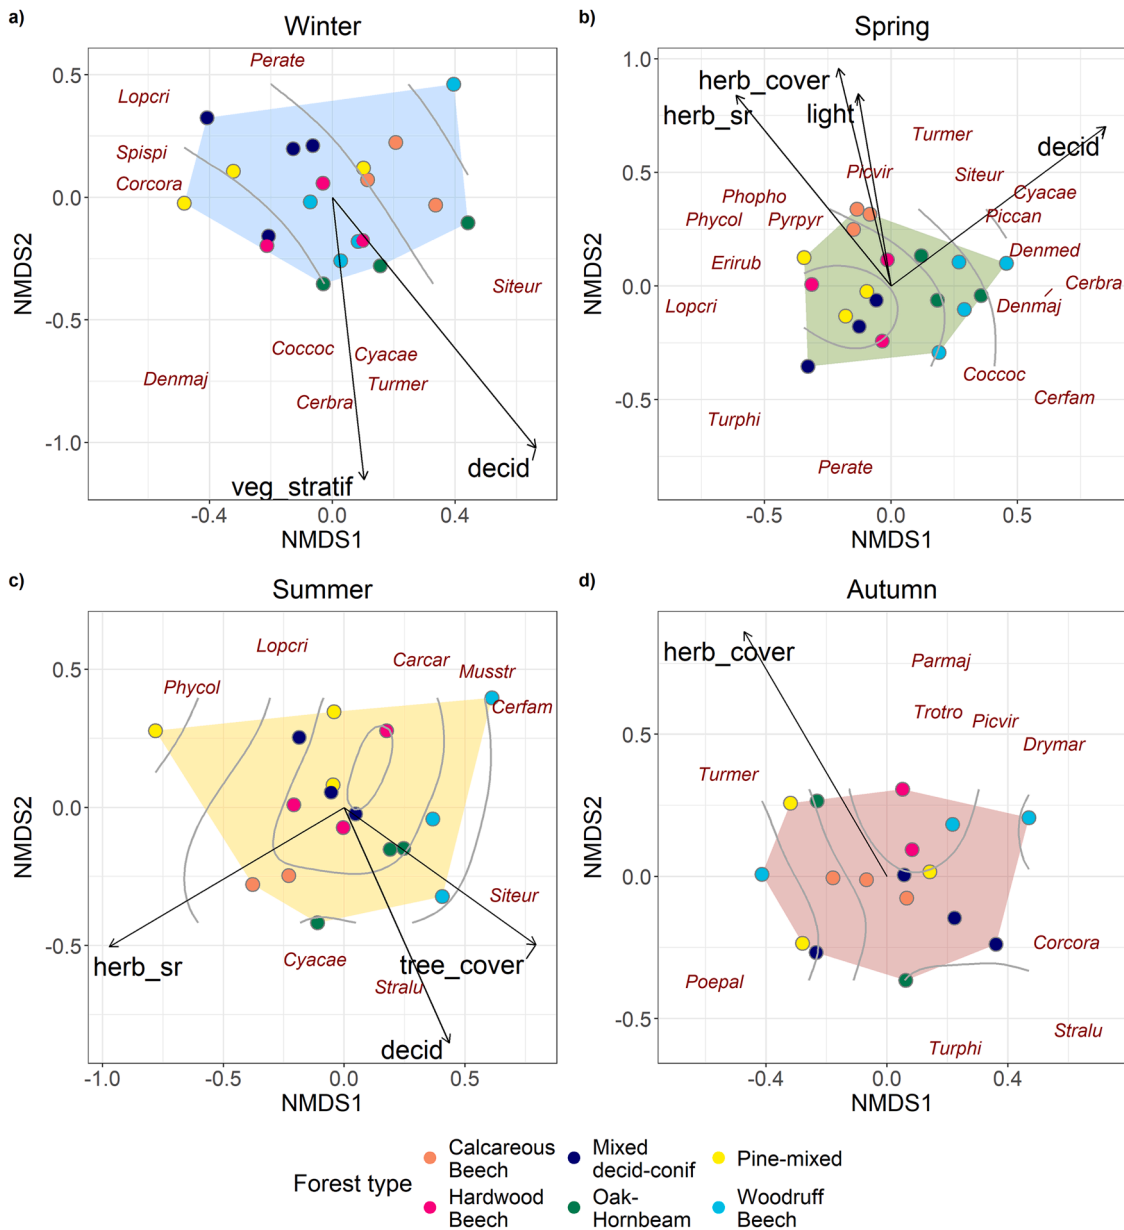 a)
Winter
Perate
Lopcri
Spispi
Corcora
Siteur
Coccoc
Cyacae
Denmaj
Turmer
Cerbra
decid
veg_stratif
0.5
0.0
-0.5
-1.0
NMDS2
-0.4
0.0
0.4
NMDS1
b)
Spring
herb_cover
herb_sr
light
Turmer
decid
Picvir
Siteur
Phopho
Cyacae
Phycol
Pyrpyr
Piccan
Erirub
Denmed
Cerbra
Lopcri
Denmaj
Coccoc
Cerfam
Turphi
Perate
1.0
0.5
0.0
-0.5
NMDS2
-0.5
0.0
0.5
NMDS1
c)
Summer
Lopcri
Carcar
Musstr
Phycol
Cerfam
Siteur
Cyacae
herb_sr
tree_cover
Stralu
decid
0.5
0.0
-0.5
NMDS2
-1.0
-0.5
0.0
0.5
NMDS1
d)
Autumn
herb_cover
Parmaj
Trotro
Picvir
Drymar
Turmer
Corcora
Poepal
Stralu
Turphi
0.5
0.0
-0.5
NMDS2
-0.4
0.0
0.4
NMDS1
Forest type
Calcareous
Beech
Mixed
decid-conif
Pine-mixed
Hardwood
Beech
Oak-
Hornbeam
Woodruff
Beech